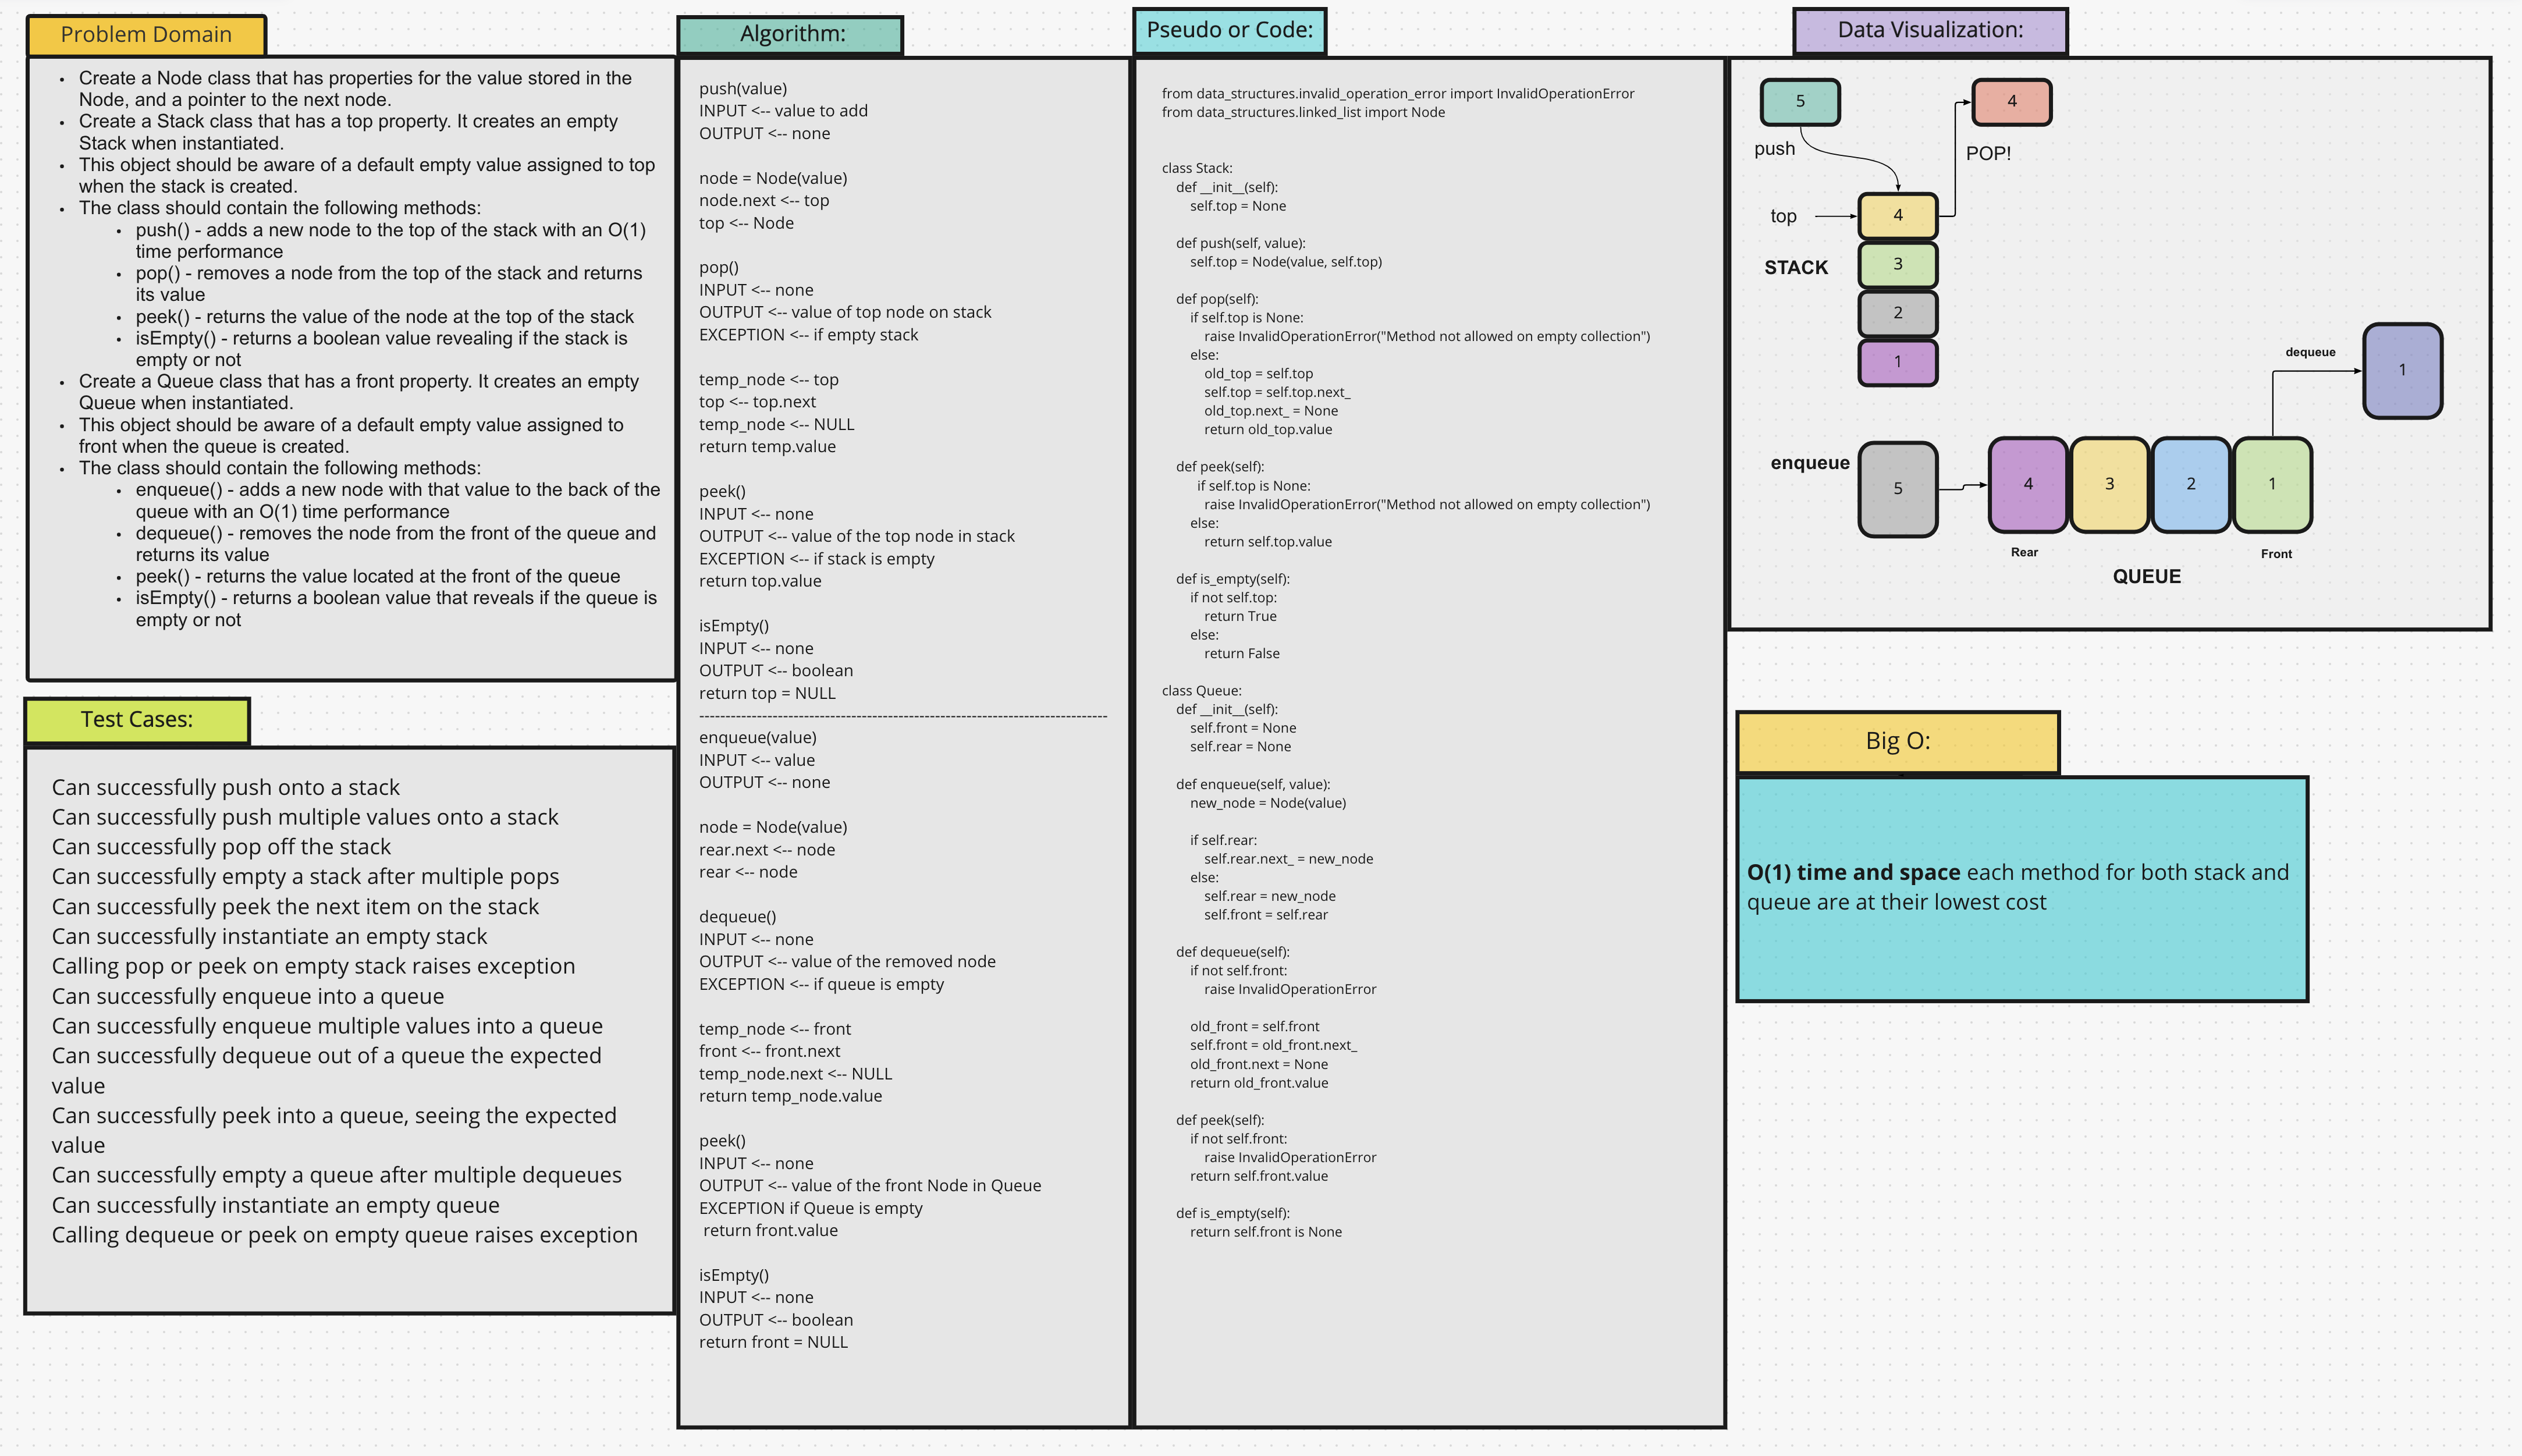 Problem Domain
• Create a Node class that has properties for the value stored in the
Node, and a pointer to the next node.
• Create a Stack class that has a top property. It creates an empty
Stack when instantiated.
• This object should be aware of a default empty value assigned to top
when the stack is created.
• The class should contain the following methods:
• push() - adds a new node to the top of the stack with an O(1)
time performance
• pop() - removes a node from the top of the stack and returns
its value
• peek() - returns the value of the node at the top of the stack
• isEmpty() - returns a boolean value revealing if the stack is
empty or not
• Create a Queue class that has a front property. It creates an empty
Queue when instantiated.
• This object should be aware of a default empty value assigned to
front when the queue is created.
• The class should contain the following methods:
• enqueue() - adds a new node with that value to the back of the
queue with an O(1) time performance
• dequeue() - removes the node from the front of the queue and
returns its value
• peek() - returns the value located at the front of the queue
• isEmpty() - returns a boolean value that reveals if the queue is
empty or not
Test Cases:
Can successfully push onto a stack
Can successfully push multiple values onto a stack
Can successfully pop off the stack
Can successfully empty a stack after multiple pops
Can successfully peek the next item on the stack
Can successfully instantiate an empty stack
Calling pop or peek on empty stack raises exception
Can successfully enqueue into a queue
Can successfully enqueue multiple values into a queue
Can successfully dequeue out of a queue the expected
value
Can successfully peek into a queue, seeing the expected
value
Can successfully empty a queue after multiple dequeues
Can successfully instantiate an empty queue
Calling dequeue or peek on empty queue raises exception
Algorithm:
push(value)
INPUT <-- value to add
OUTPUT <-- none
node = Node(value)
node.next <-- top
top <-- Node
pop()
INPUT <-- none
OUTPUT <-- value of top node on stack
EXCEPTION <-- if empty stack
temp_node <-- top
top <-- top.next
temp_node <-- NULL
return temp.value
peek()
INPUT <-- none
OUTPUT <-- value of the top node in stack
EXCEPTION <-- if stack is empty
return top.value
isEmpty()
INPUT <-- none
OUTPUT <-- boolean
return top = NULL
------------------------------------------------------------------------------
enqueue(value)
INPUT <-- value
OUTPUT <-- none
node = Node(value)
rear.next <-- node
rear <-- node
dequeue()
INPUT <-- none
OUTPUT <-- value of the removed node
EXCEPTION <-- if queue is empty
temp_node <-- front
front <-- front.next
temp_node.next <-- NULL
return temp_node.value
peek()
INPUT <-- none
OUTPUT <-- value of the front Node in Queue
EXCEPTION if Queue is empty
return front.value
isEmpty()
INPUT <-- none
OUTPUT <-- boolean
return front = NULL
Pseudo or Code:
from data_structures.invalid_operation_error import InvalidOperationError
from data_structures.linked_list import Node
class Stack:
def __init__(self):
self.top = None
def push(self, value):
self.top = Node(value, self.top)
def pop(self):
if self.top is None:
raise InvalidOperationError("Method not allowed on empty collection")
else:
old_top = self.top
self.top = self.top.next_
old_top.next_ = None
return old_top.value
def peek(self):
if self.top is None:
raise InvalidOperationError("Method not allowed on empty collection")
else:
return self.top.value
def is_empty(self):
if not self.top:
return True
else:
return False
class Queue:
def __init__(self):
self.front = None
self.rear = None
def enqueue(self, value):
new_node = Node(value)
if self.rear:
self.rear.next_ = new_node
else:
self.rear = new_node
self.front = self.rear
def dequeue(self):
if not self.front:
raise InvalidOperationError
old_front = self.front
self.front = old_front.next_
old_front.next = None
return old_front.value
def peek(self):
if not self.front:
raise InvalidOperationError
return self.front.value
def is_empty(self):
return self.front is None
Data Visualization:
5
4
push
POP!
top
4
STACK
3
2
1
dequeue
1
enqueue
5
4
3
2
1
Rear
Front
QUEUE
Big O:
O(1) time and space each method for both stack and
queue are at their lowest cost